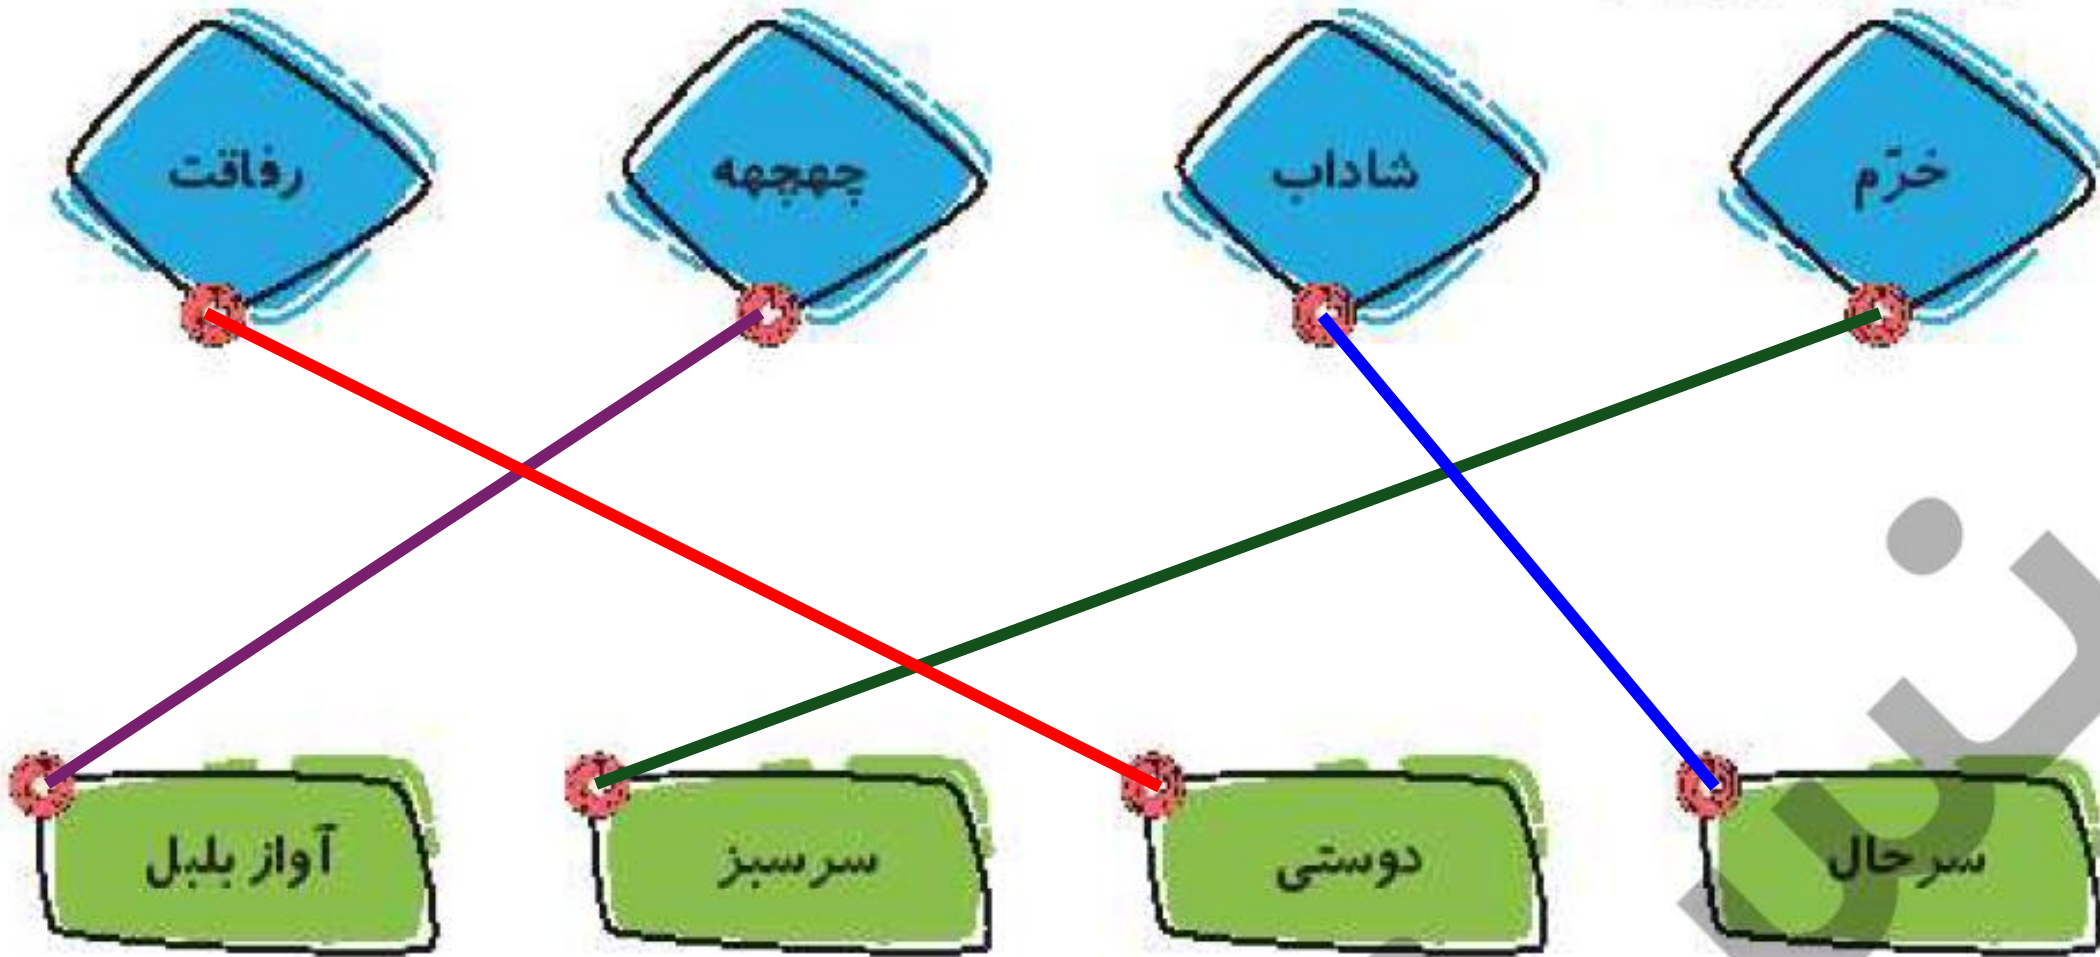 خرّم شاداب چهچهه رفاقت
سرحال دوستی سرسبز آواز بلبل